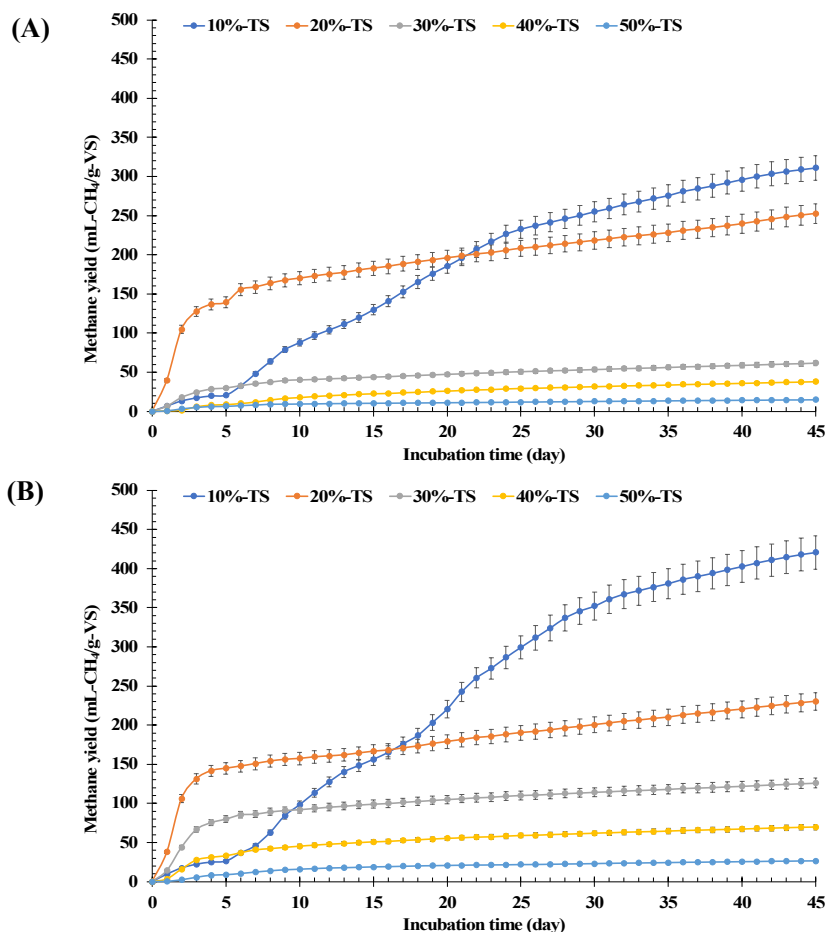 (A)
10%-TS 20%-TS 30%-TS 40%-TS 50%-TS
500
450
400
350
300
250
200
150
100
50
0
Methane yield (mL-CH₄/g-VS)
0 5 10 15 20 25 30 35 40 45
Incubation time (day)
(B)
10%-TS 20%-TS 30%-TS 40%-TS 50%-TS
500
450
400
350
300
250
200
150
100
50
0
Methane yield (mL-CH₄/g-VS)
0 5 10 15 20 25 30 35 40 45
Incubation time (day)